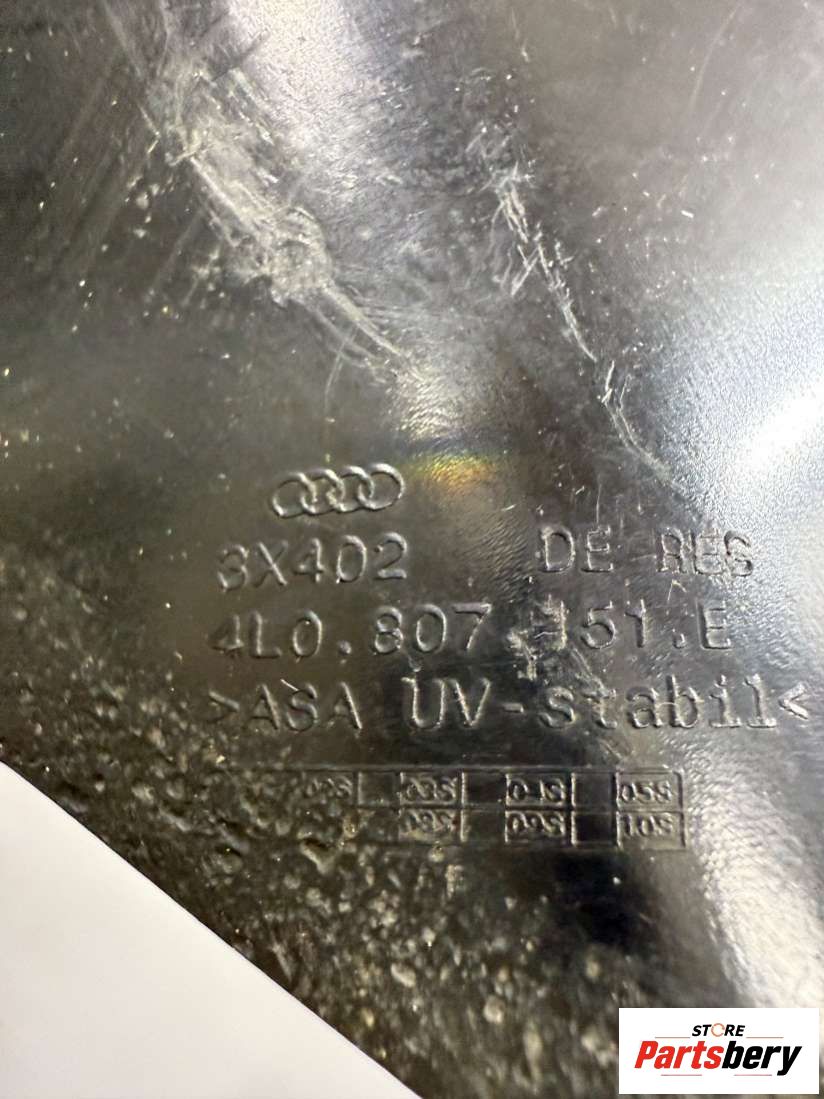 3X402 DE RES
4L0.807.151.E
>ASA UV-stabil<
STORE
Partsbery